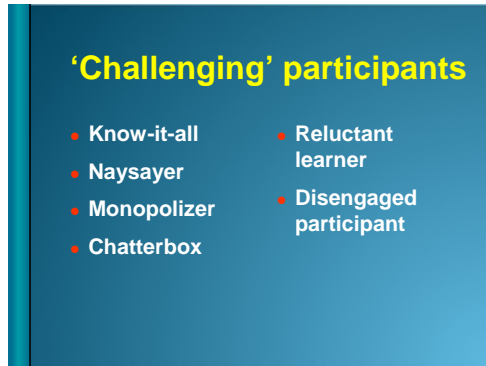 ‘Challenging’ participants
● Know-it-all
● Naysayer
● Monopolizer
● Chatterbox
● Reluctant
learner
● Disengaged
participant